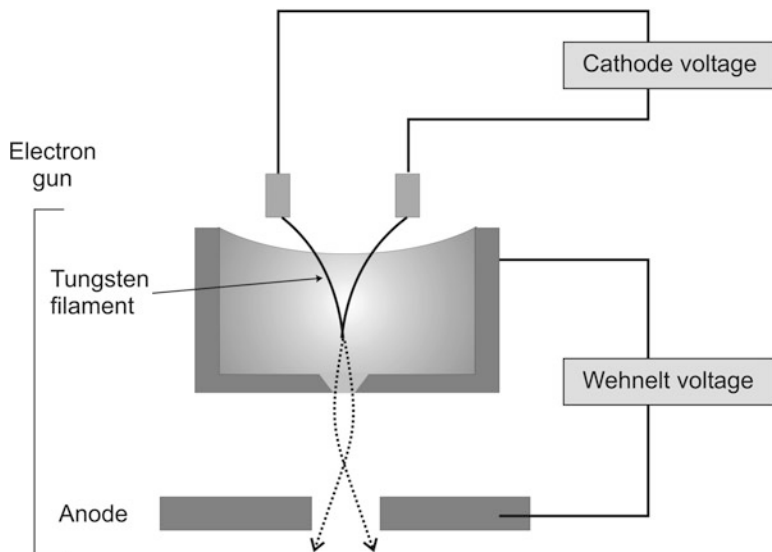 Cathode voltage
Electron
gun
Tungsten
filament
Wehnelt voltage
Anode